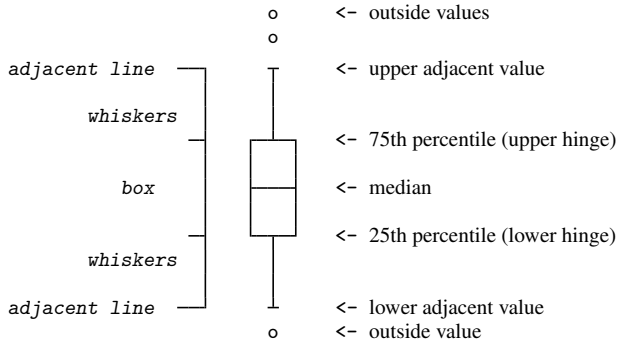 o <- outside values
o
adjacent line <- upper adjacent value
whiskers
<- 75th percentile (upper hinge)
box <- median
<- 25th percentile (lower hinge)
whiskers
adjacent line <- lower adjacent value
o <- outside value